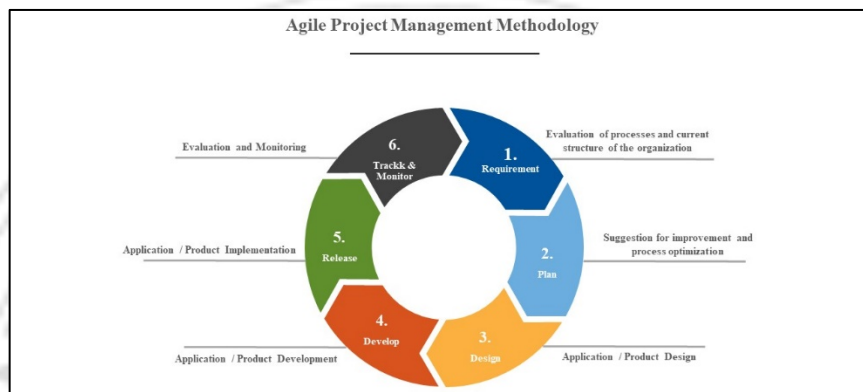 Agile Project Management Methodology
1.
Requirement
Evaluation of processes and current
structure of the organization
2.
Plan
Suggestion for improvement and
process optimization
3.
Design
Application / Product Design
4.
Develop
Application / Product Development
5.
Release
Application / Product Implementation
6.
Trackk &
Monitor
Evaluation and Monitoring